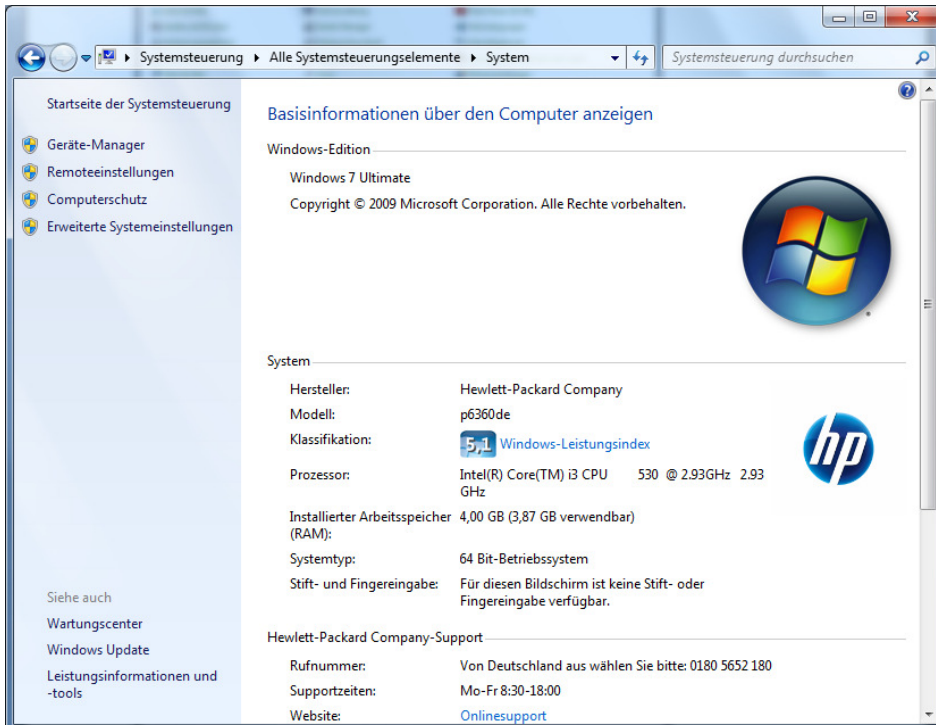 Systemsteuerung Alle Systemsteuerungselemente System
Systemsteuerung durchsuchen
Startseite der Systemsteuerung
Geräte-Manager
Remoteeinstellungen
Computerschutz
Erweiterte Systemeinstellungen
Siehe auch
Wartungscenter
Windows Update
Leistungsinformationen und
-tools
Basisinformationen über den Computer anzeigen
Windows-Edition
Windows 7 Ultimate
Copyright © 2009 Microsoft Corporation. Alle Rechte vorbehalten.
System
Hersteller: Hewlett-Packard Company
Modell: p6360de
Klassifikation: 5,1 Windows-Leistungsindex
Prozessor: Intel(R) Core(TM) i3 CPU 530 @ 2.93GHz 2.93
GHz
Installierter Arbeitsspeicher 4,00 GB (3,87 GB verwendbar)
(RAM):
Systemtyp: 64 Bit-Betriebssystem
Stift- und Fingereingabe: Für diesen Bildschirm ist keine Stift- oder
Fingereingabe verfügbar.
hp
Hewlett-Packard Company-Support
Rufnummer: Von Deutschland aus wählen Sie bitte: 0180 5652 180
Supportzeiten: Mo-Fr 8:30-18:00
Website: Onlinesupport